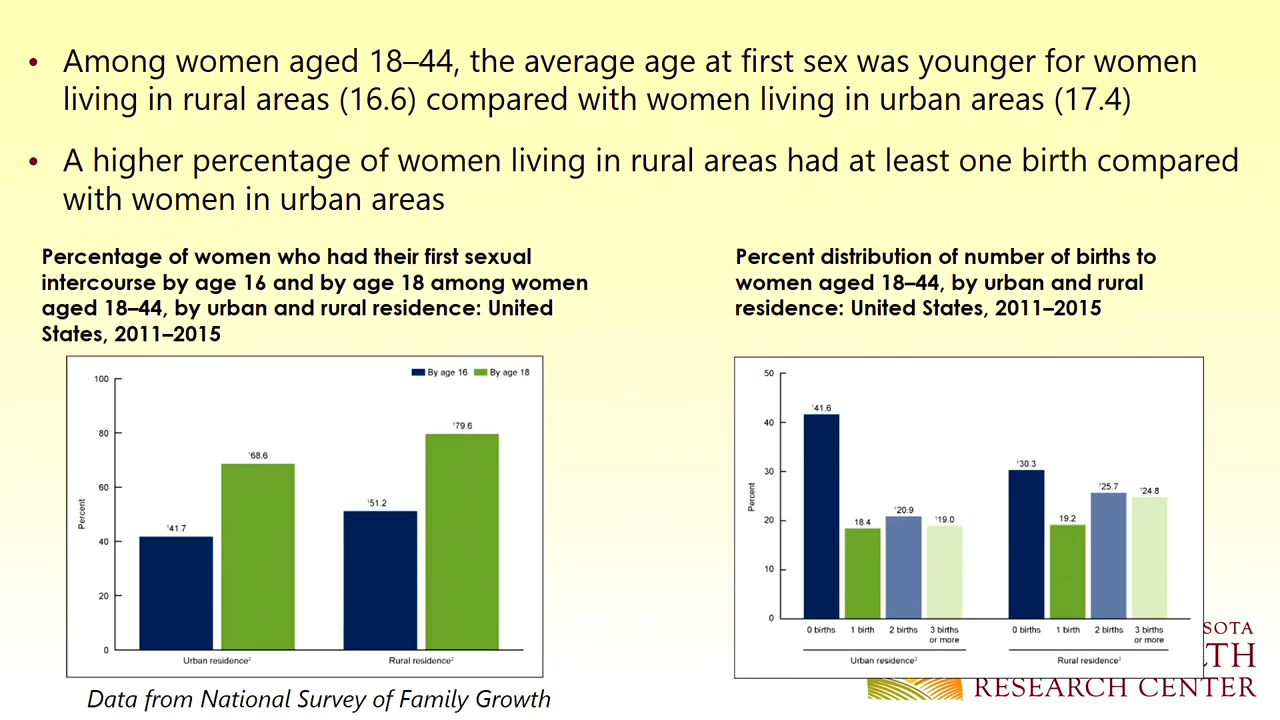 • Among women aged 18–44, the average age at first sex was younger for women
living in rural areas (16.6) compared with women living in urban areas (17.4)
• A higher percentage of women living in rural areas had at least one birth compared
with women in urban areas
Percentage of women who had their first sexual
intercourse by age 16 and by age 18 among women
aged 18–44, by urban and rural residence: United
States, 2011–2015
By age 16 By age 18
Percent
100
80
60
40
20
0
¹41.7
¹68.6
¹51.2
¹79.6
Urban residence² Rural residence²
Data from National Survey of Family Growth
Percent distribution of number of births to
women aged 18–44, by urban and rural
residence: United States, 2011–2015
Percent
50
40
30
20
10
0
¹41.6
18.4
¹20.9
¹19.0
¹30.3
19.2
¹25.7
¹24.8
0 births 1 birth 2 births 3 births 0 births 1 birth 2 births 3 births
or more or more
Urban residence² Rural residence²
SOTA
TH
RESEARCH CENTER